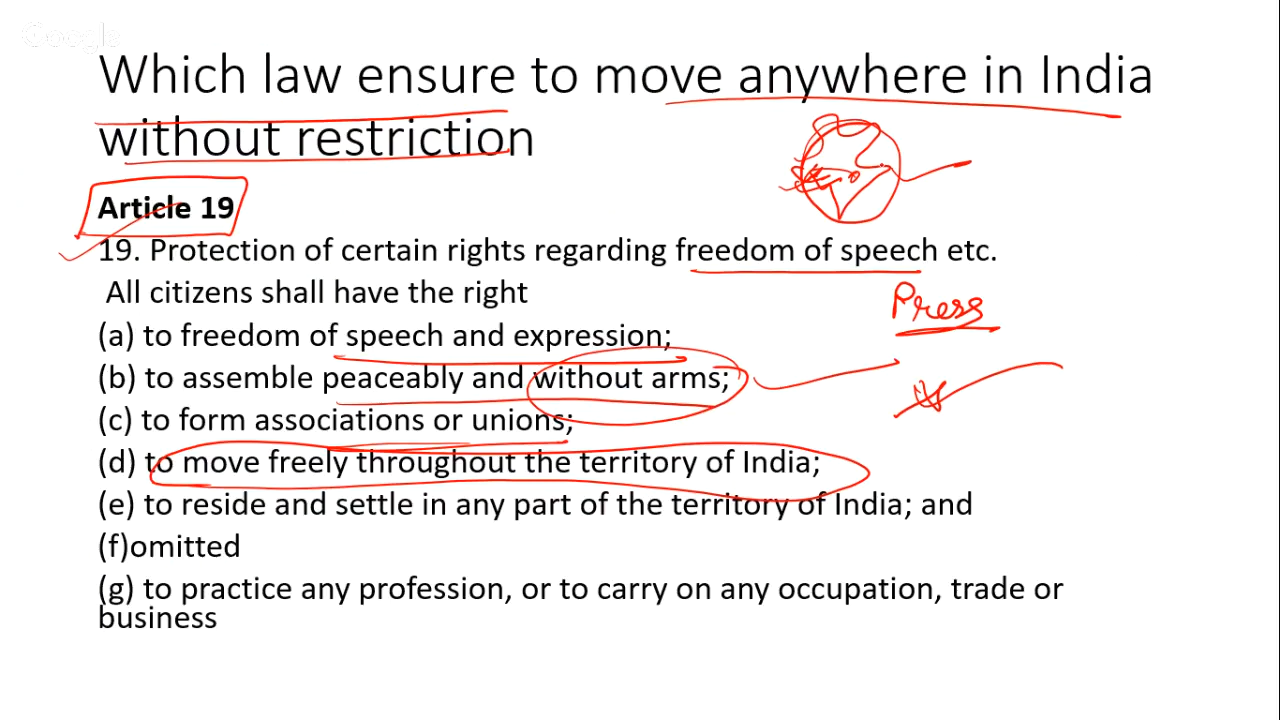 Google
Which law ensure to move anywhere in India
without restriction
Article 19
19. Protection of certain rights regarding freedom of speech etc.
All citizens shall have the right
Press
(a) to freedom of speech and expression;
(b) to assemble peaceably and without arms;
(c) to form associations or unions;
(d) to move freely throughout the territory of India;
(e) to reside and settle in any part of the territory of India; and
(f)omitted
(g) to practice any profession, or to carry on any occupation, trade or
business